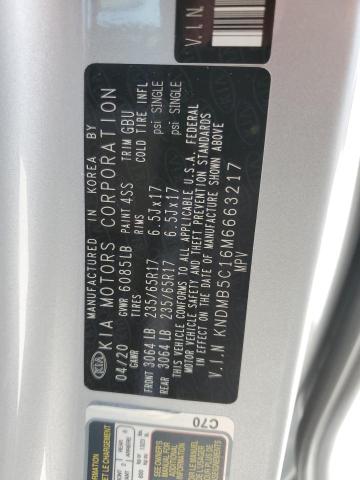 MANUFACTURED IN KOREA BY
KIA KIA MOTORS CORPORATION
04/20 GVWR 6085LB PAINT 4SS TRIM GBU
TIRES RIMS COLD TIRE INFL
FRONT 3064 LB 235/65R17 6.5Jx17 psi SINGLE
REAR 3064 LB 235/65R17 6.5Jx17 psi SINGLE
THIS VEHICLE CONFORMS TO ALL APPLICABLE U.S.A. FEDERAL
MOTOR VEHICLE SAFETY AND THEFT PREVENTION STANDARDS
IN EFFECT ON THE DATE OF MANUFACTURE SHOWN ABOVE
V.I.N KNDMB5C16M6663217
MPV
V.I.N
C70